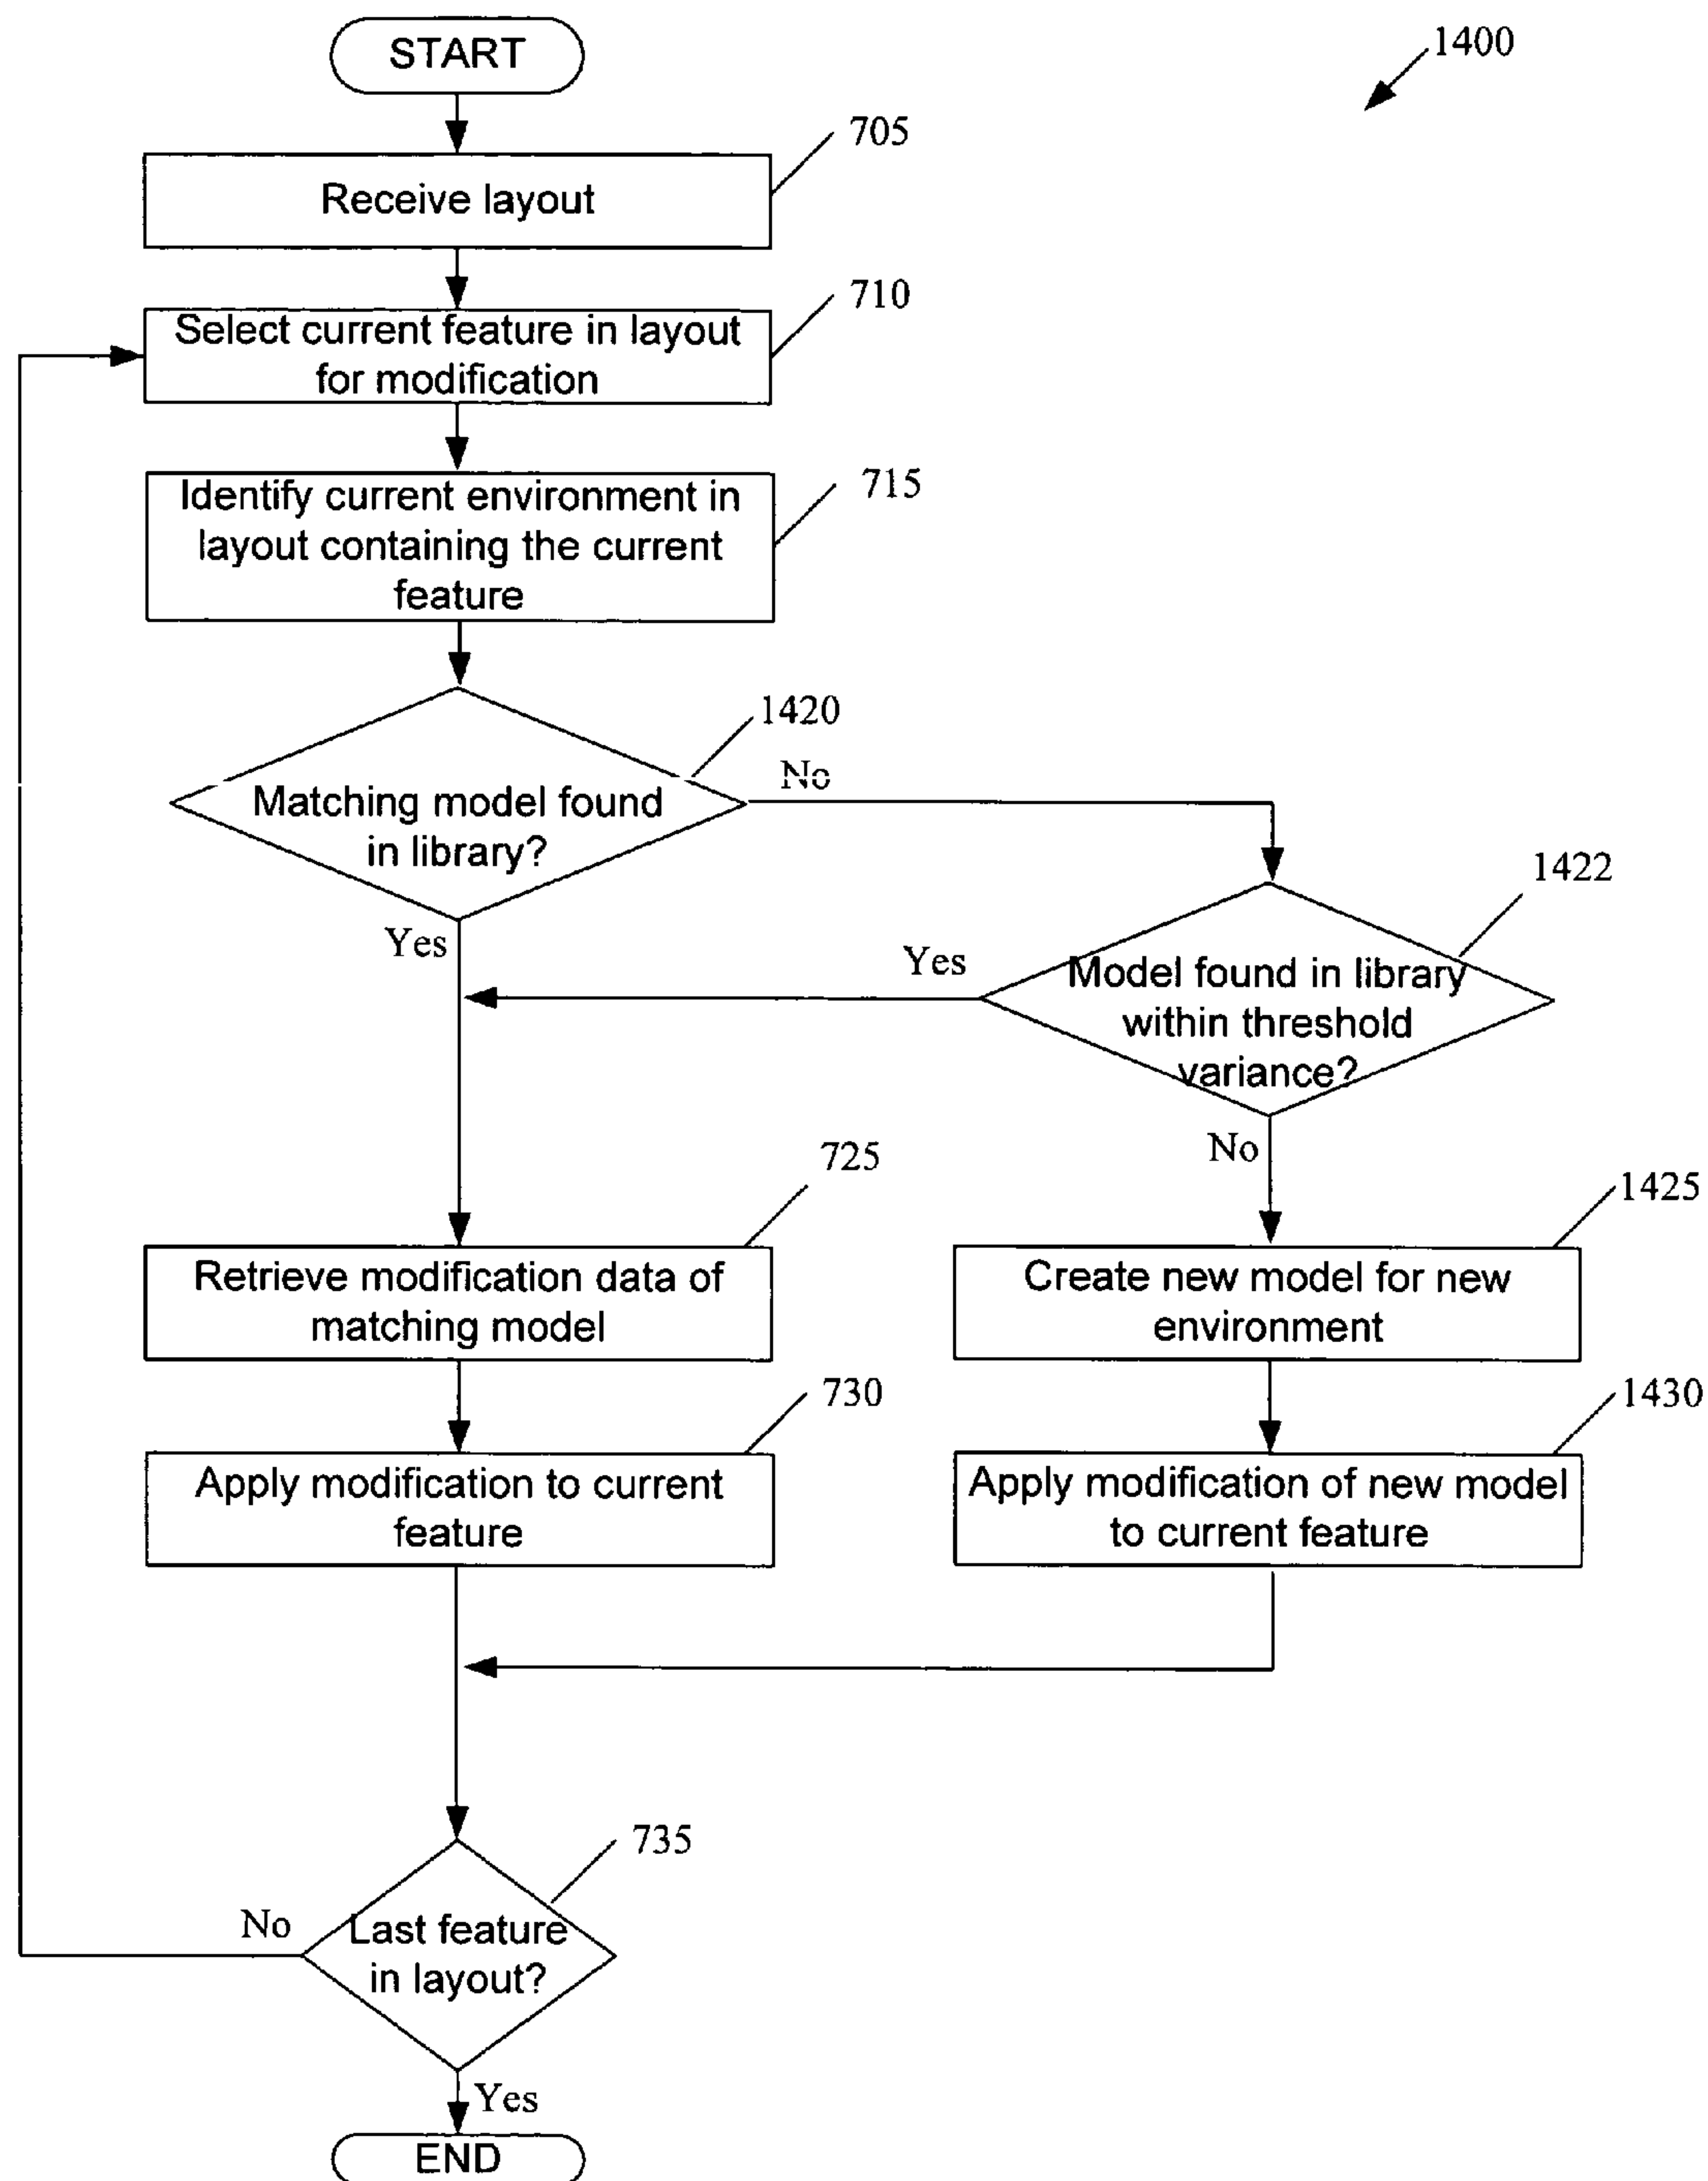 START
1400
705
Receive layout
710
Select current feature in layout
for modification
715
Identify current environment in
layout containing the current
feature
1420
No
Matching model found
in library?
1422
Yes
Yes
Model found in library
within threshold
variance?
No
725
1425
Retrieve modification data of
matching model
Create new model for new
environment
730
1430
Apply modification to current
feature
Apply modification of new model
to current feature
735
No
Last feature
in layout?
Yes
END